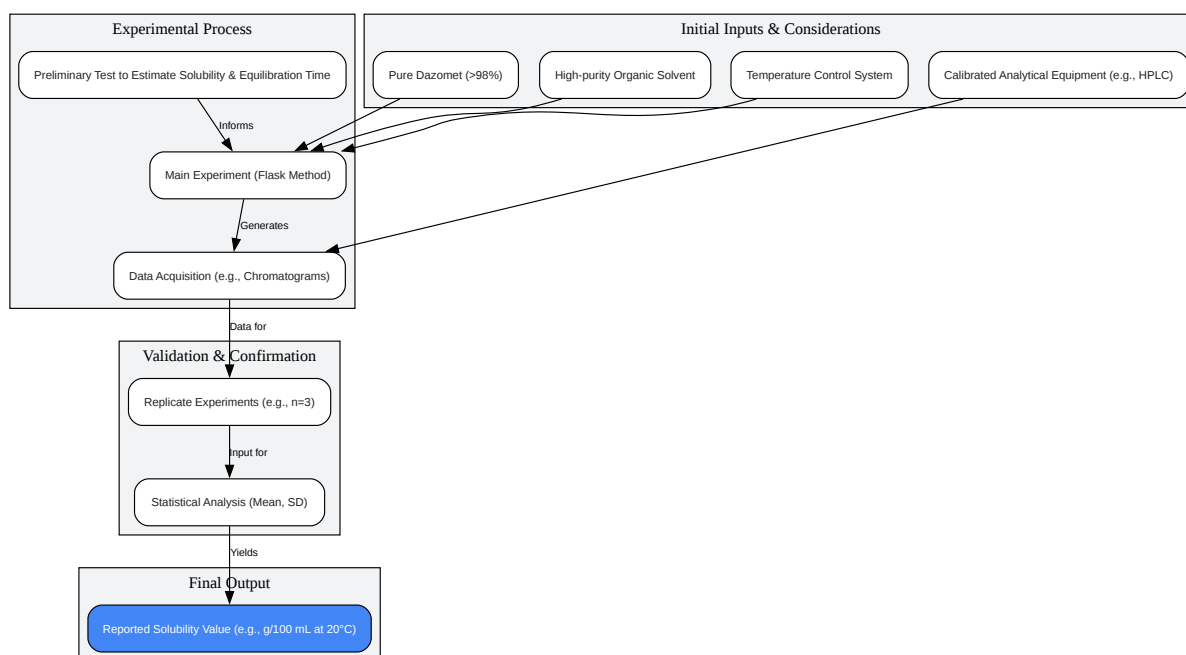 Experimental Process
Initial Inputs & Considerations
Preliminary Test to Estimate Solubility & Equilibration Time
Pure Dazomet (>98%)
High-purity Organic Solvent
Temperature Control System
Calibrated Analytical Equipment (e.g., HPLC)
Informs
Main Experiment (Flask Method)
Generates
Data Acquisition (e.g., Chromatograms)
Data for
Validation & Confirmation
Replicate Experiments (e.g., n=3)
Input for
Statistical Analysis (Mean, SD)
Yields
Final Output
Reported Solubility Value (e.g., g/100 mL at 20°C)